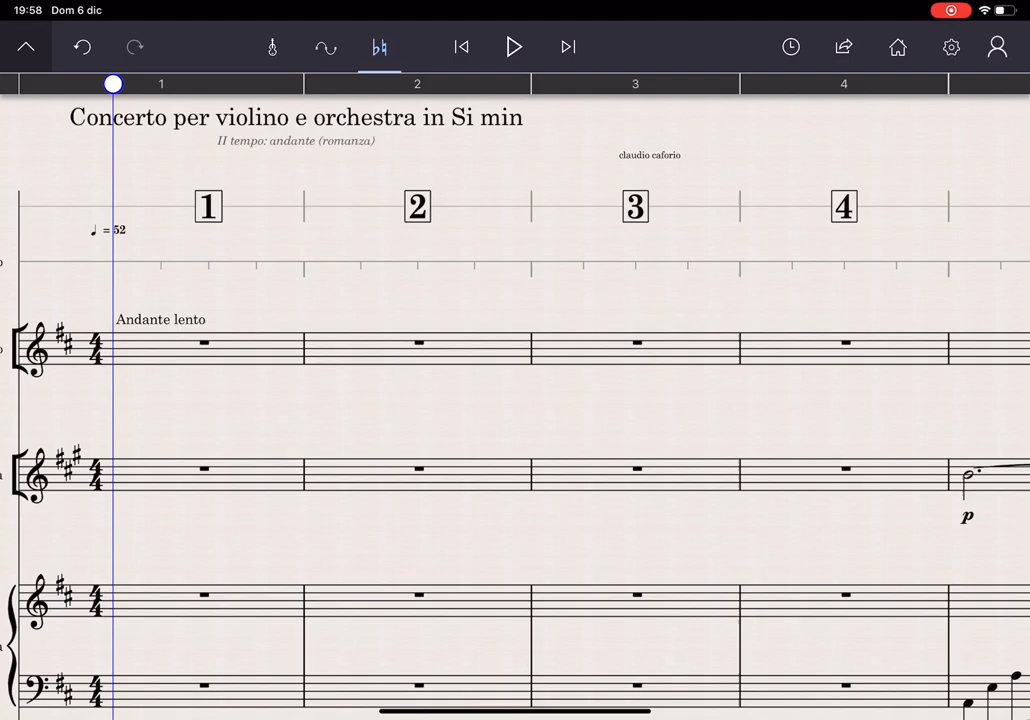 19:58 Dom 6 dic
1 2 3 4
Concerto per violino e orchestra in Si min
II tempo: andante (romanza)
claudio caforio
1 2 3 4
♩ = 52
Andante lento
p